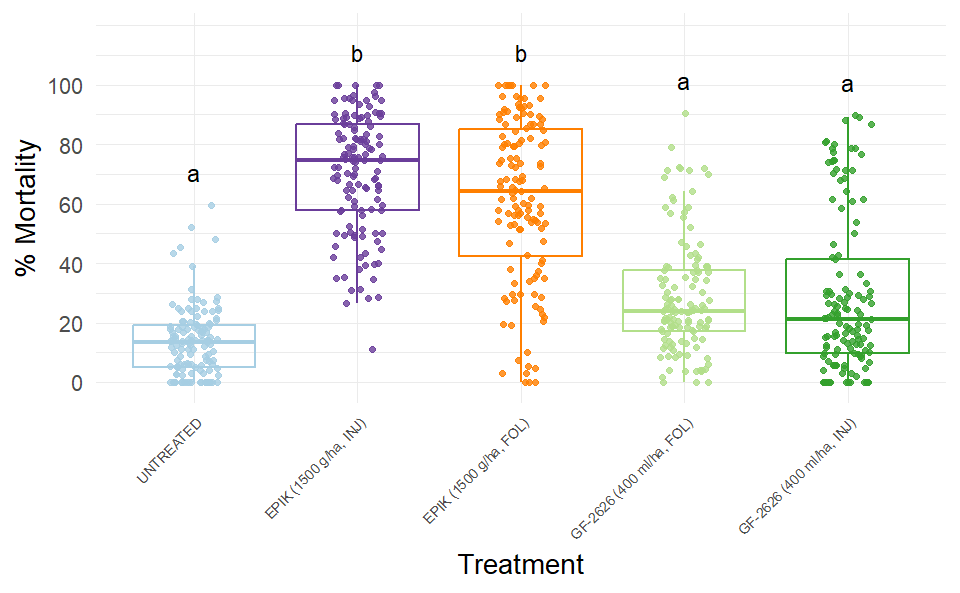 b
b
a
a
a
100
80
60
40
20
0
% Mortality
UNTREATED
EPIK (1500 g/ha, INJ)
EPIK (1500 g/ha, FOL)
GF-2626 (400 ml/ha, FOL)
GF-2626 (400 ml/ha, INJ)
Treatment